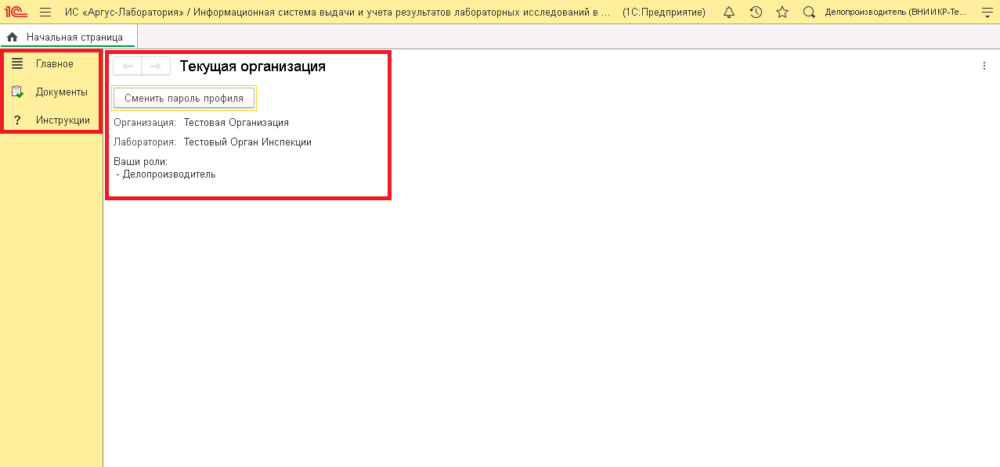 1С ИС «Аргус-Лаборатория» / Информационная система выдачи и учета результатов лабораторных исследований в ... (1С:Предприятие) Делопроизводитель (ВНИИКР-Те...
Начальная страница
Главное
Документы
? Инструкции
Текущая организация
Сменить пароль профиля
Организация: Тестовая Организация
Лаборатория: Тестовый Орган Инспекции
Ваши роли:
- Делопроизводитель